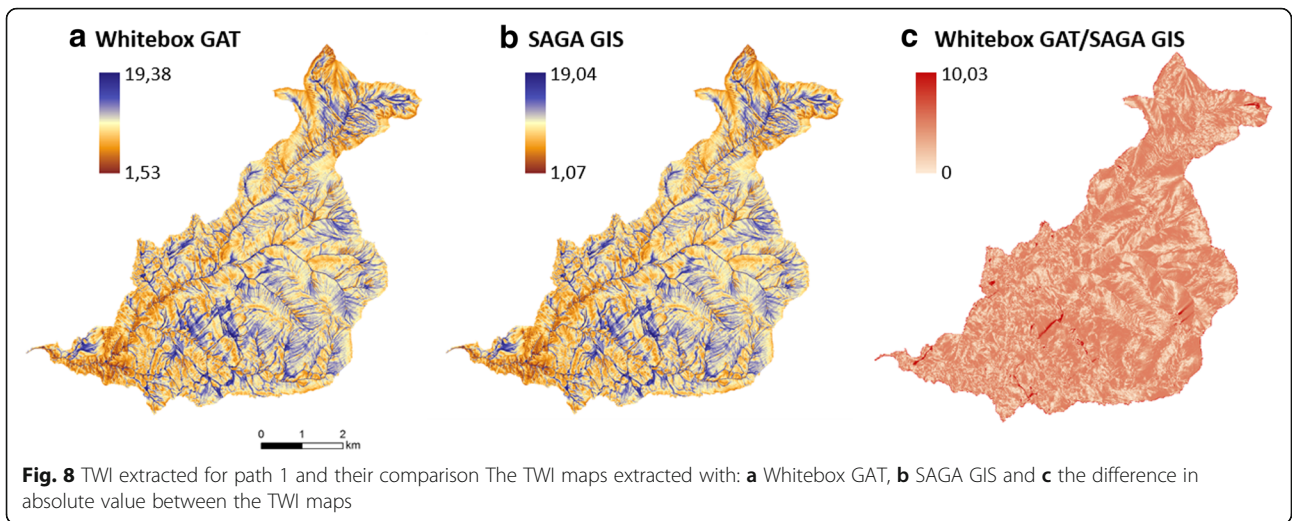 a Whitebox GAT
19,38
1,53
b SAGA GIS
19,04
1,07
c Whitebox GAT/SAGA GIS
10,03
0
0 1 2
km
Fig. 8 TWI extracted for path 1 and their comparison The TWI maps extracted with: a Whitebox GAT, b SAGA GIS and c the difference in
absolute value between the TWI maps